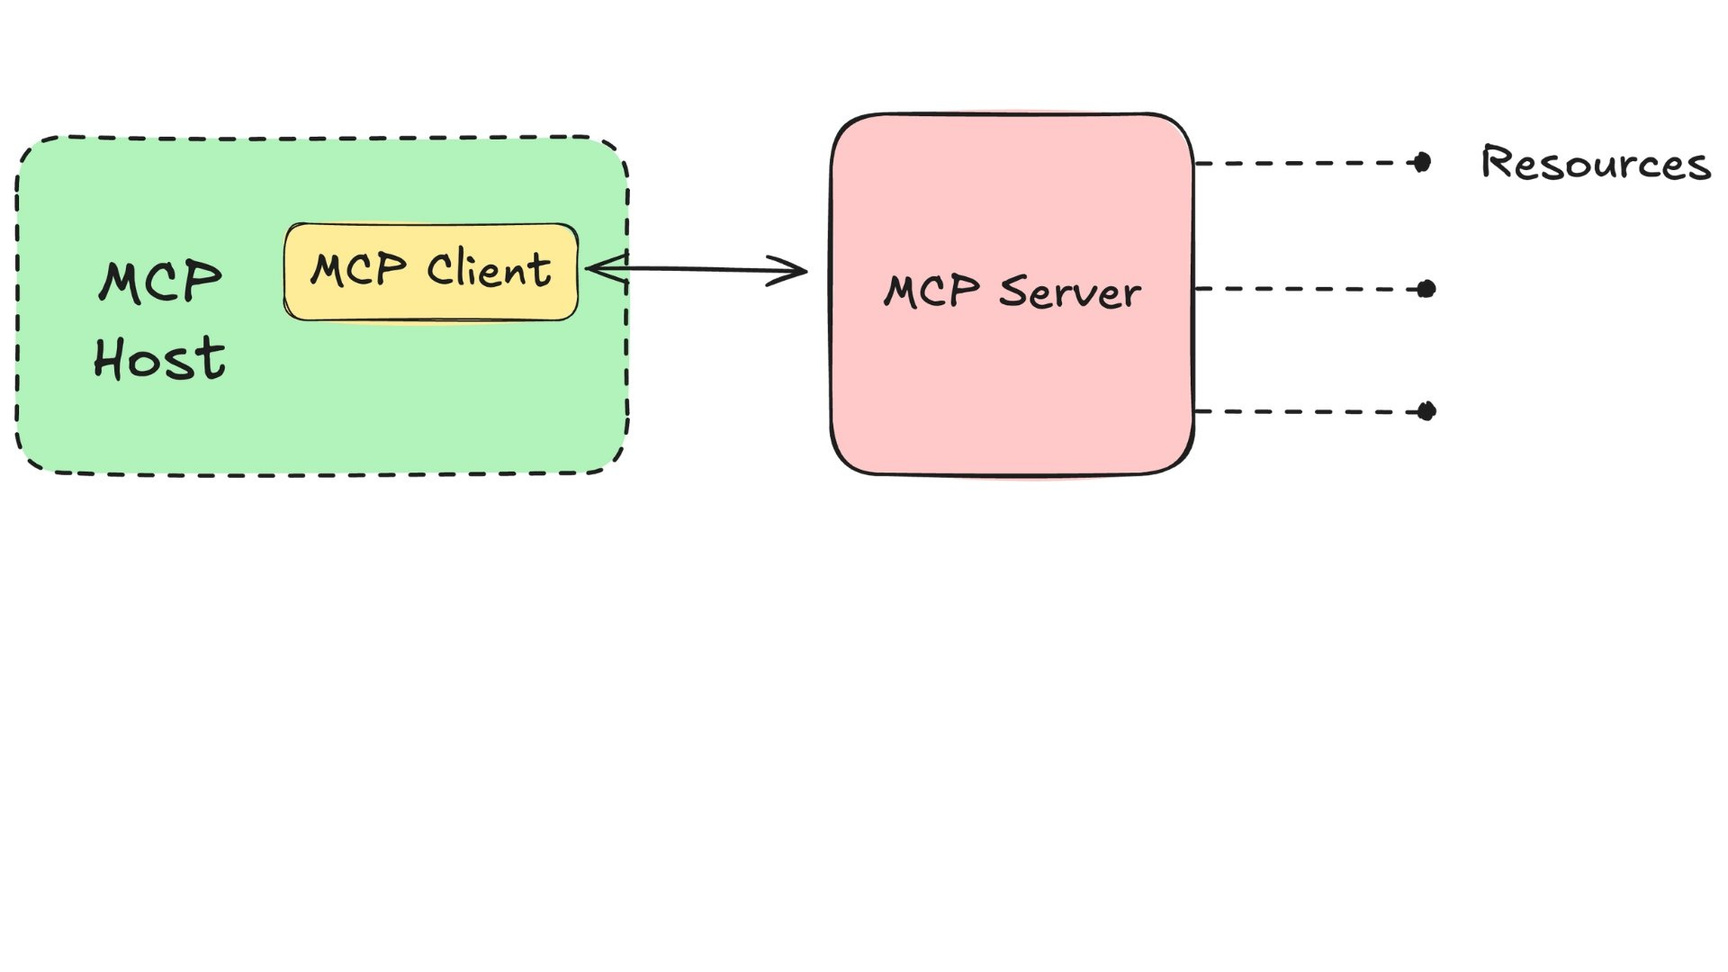 MCP
Host
MCP Client
MCP Server
Resources